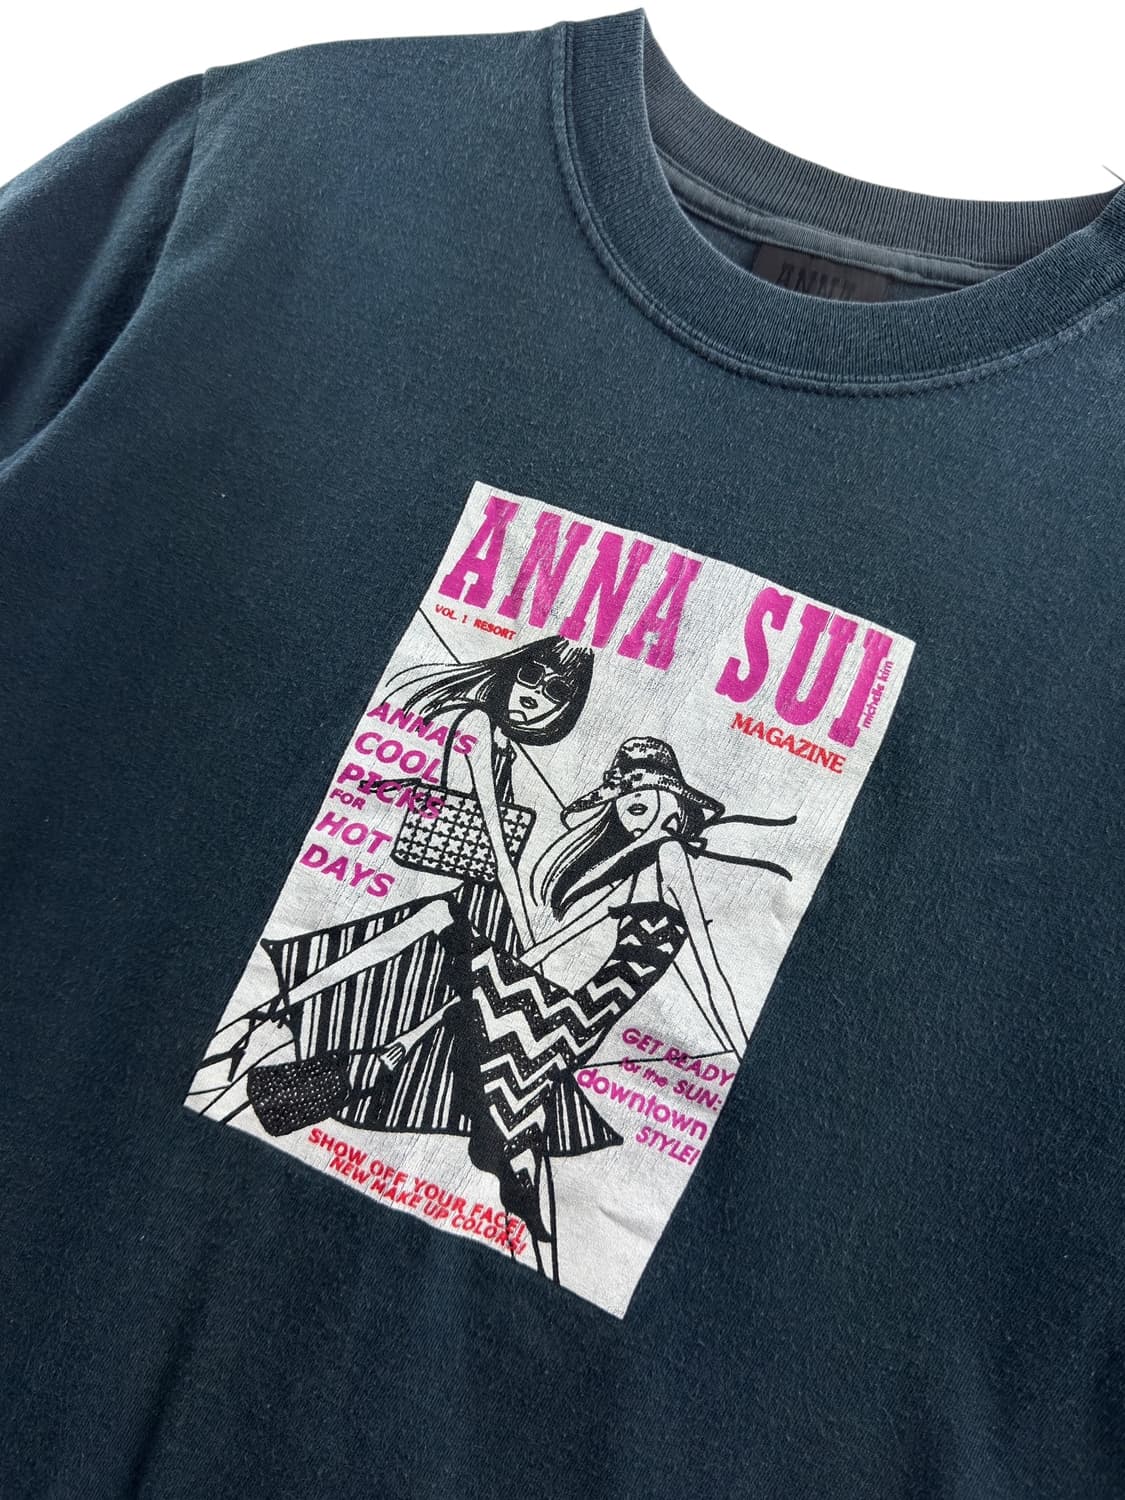 ANNA
ANNA SUI
VOL. 1 RESORT
michelle kim
MAGAZINE
ANNA'S
COOL
PICKS
FOR
HOT
DAYS
GET READY
for the SUN:
downtown
STYLE!
SHOW OFF YOUR FACE!
NEW MAKE UP COLORS!